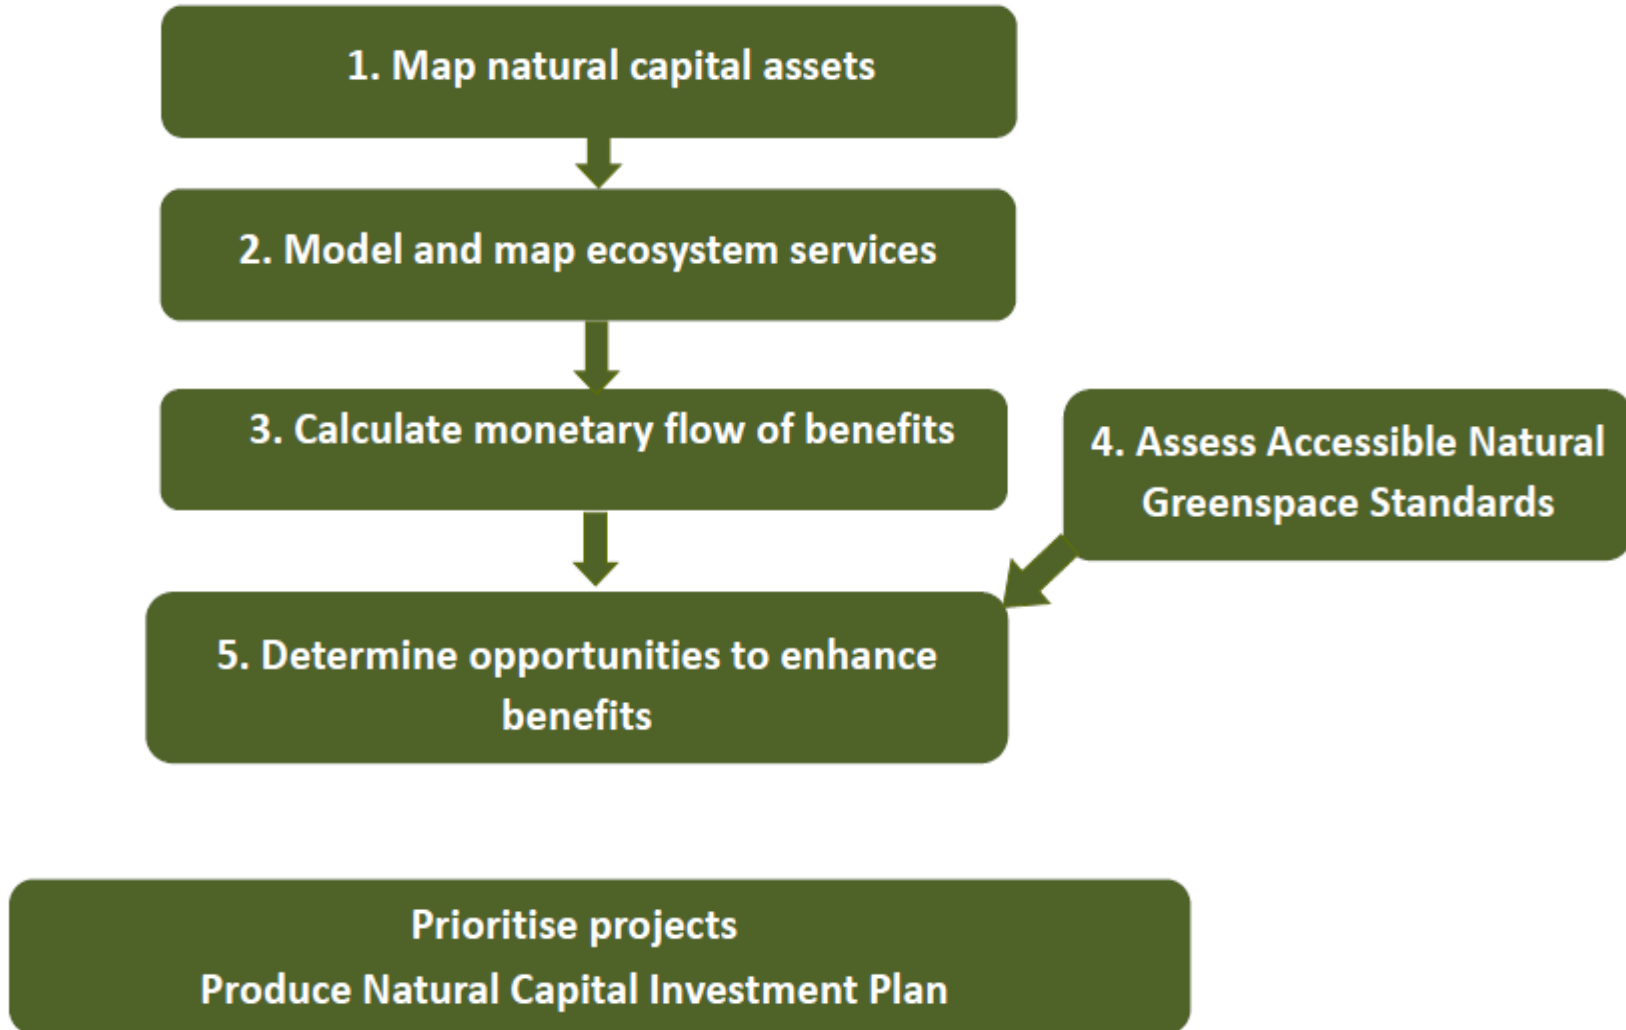 1. Map natural capital assets
2. Model and map ecosystem services
3. Calculate monetary flow of benefits
4. Assess Accessible Natural
Greenspace Standards
5. Determine opportunities to enhance
benefits
Prioritise projects
Produce Natural Capital Investment Plan